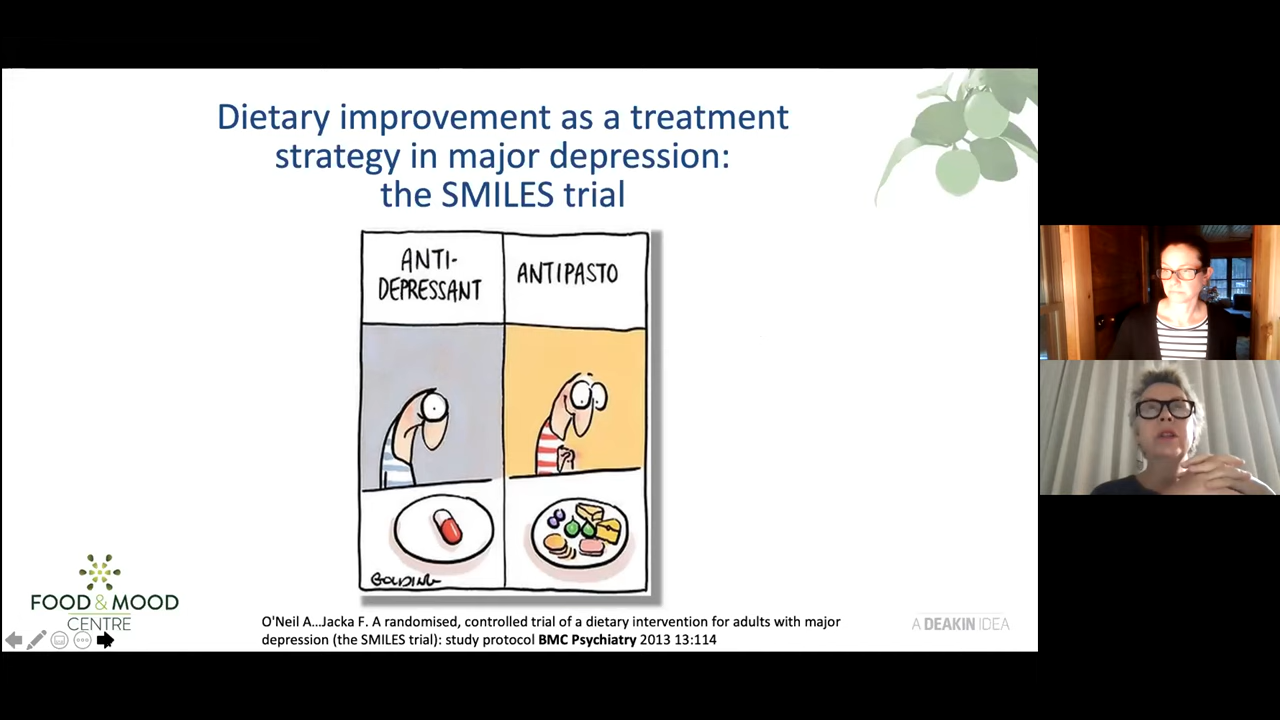 Dietary improvement as a treatment
strategy in major depression:
the SMILES trial
ANTI-
DEPRESSANT
ANTIPASTO
GOLDING
FOOD & MOOD
CENTRE
O'Neil A...Jacka F. A randomised, controlled trial of a dietary intervention for adults with major
depression (the SMILES trial): study protocol BMC Psychiatry 2013 13:114
A DEAKIN IDEA